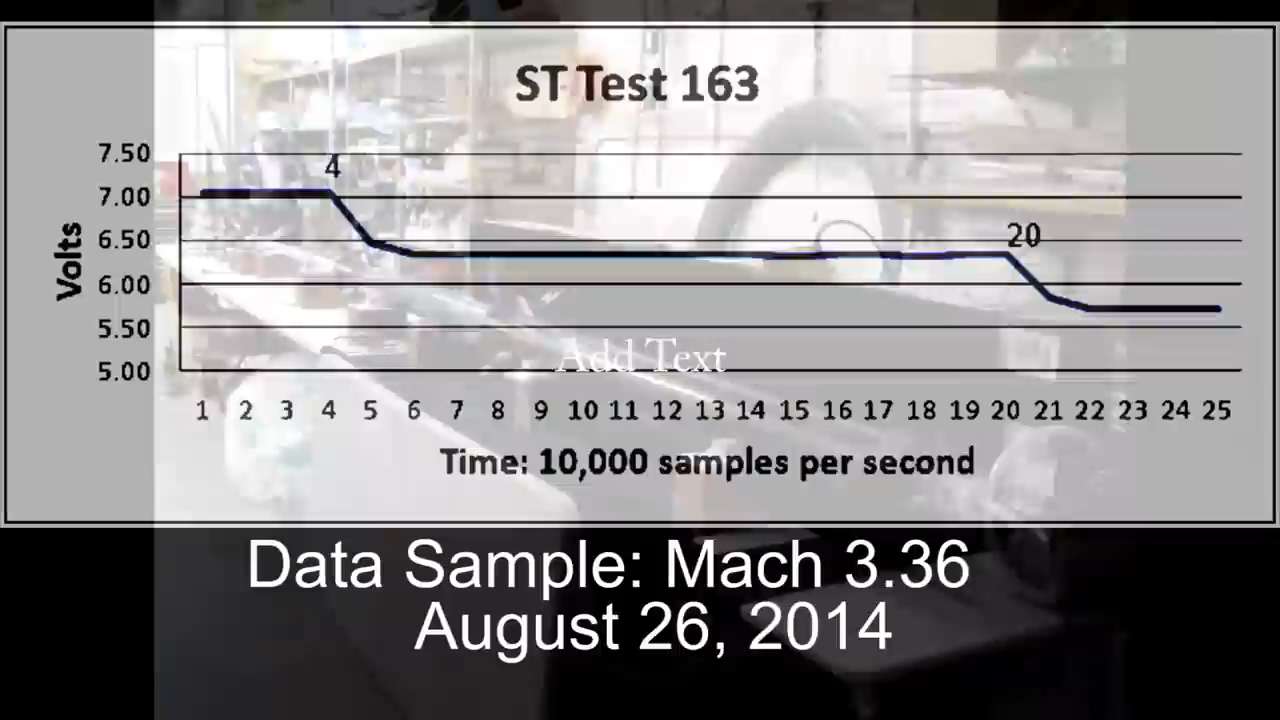 ST Test 163
7.50
7.00
6.50
6.00
5.50
5.00
Volts
4
20
Add Text
1 2 3 4 5 6 7 8 9 10 11 12 13 14 15 16 17 18 19 20 21 22 23 24 25
Time: 10,000 samples per second
Data Sample: Mach 3.36
August 26, 2014